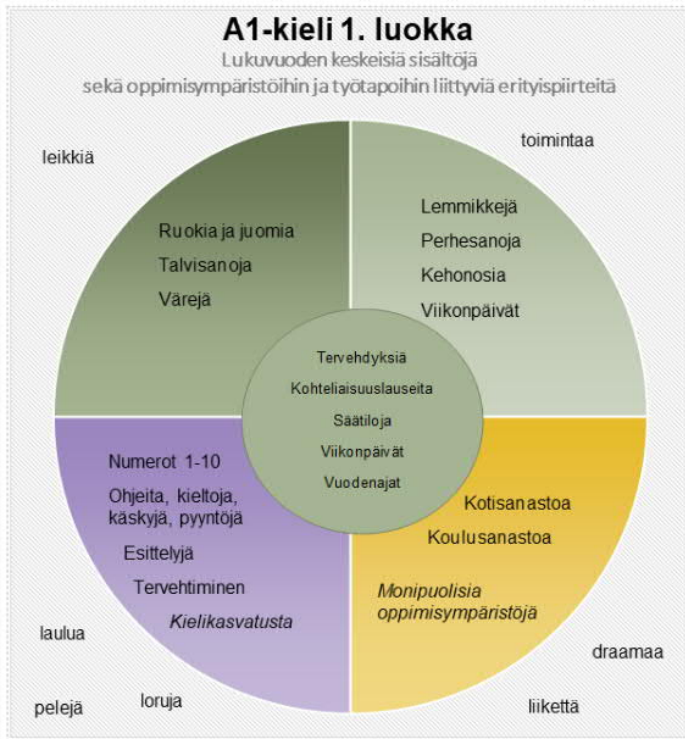 A1-kieli 1. luokka
Lukuvuoden keskeisiä sisältöjä
sekä oppimisympäristöihin ja työtapoihin liittyviä erityispiirteitä
leikkiä
toimintaa
Ruokia ja juomia
Talvisanoja
Värejä
Lemmikkejä
Perhesanoja
Kehonosia
Viikonpäivät
Tervehdyksiä
Kohteliaisuuslauseita
Säätiloja
Viikonpäivät
Vuodenajat
Numerot 1-10
Ohjeita, kieltoja,
käskyjä, pyyntöjä
Esittelyjä
Tervehtiminen
Kielikasvatusta
Kotisanastoa
Koulusanastoa
Monipuolisia
oppimisympäristöjä
laulua
pelejä
loruja
draamaa
liikettä